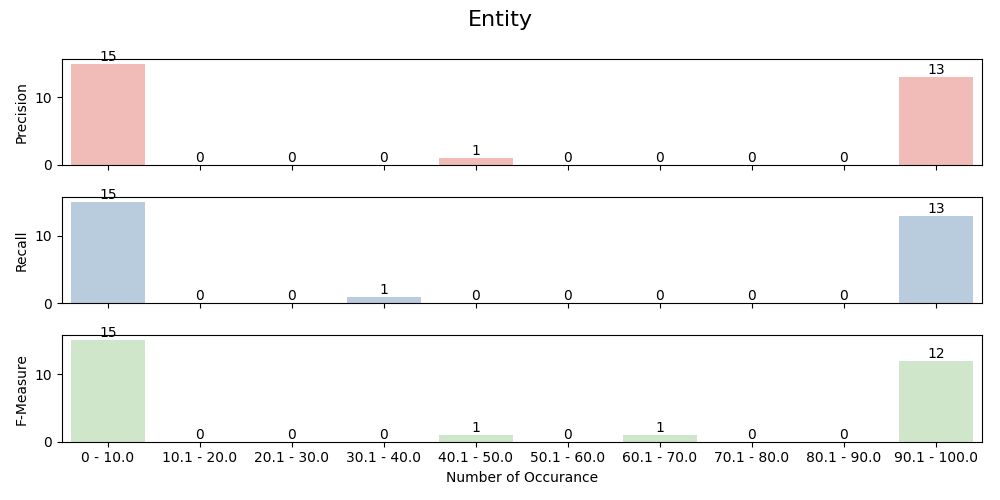 Entity
15 0 0 0 1 0 0 0 0 13
10
0
Precision
15 0 0 1 0 0 0 0 0 13
10
0
Recall
15 0 0 0 1 0 1 0 0 12
10
0
F-Measure
0 - 10.0 10.1 - 20.0 20.1 - 30.0 30.1 - 40.0 40.1 - 50.0 50.1 - 60.0 60.1 - 70.0 70.1 - 80.0 80.1 - 90.0 90.1 - 100.0
Number of Occurance